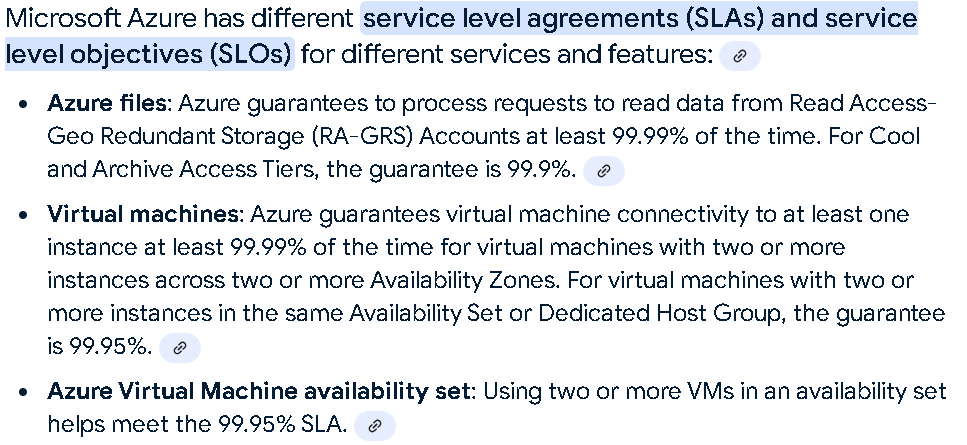 Microsoft Azure has different service level agreements (SLAs) and service
level objectives (SLOs) for different services and features:
• Azure files: Azure guarantees to process requests to read data from Read Access-
Geo Redundant Storage (RA-GRS) Accounts at least 99.99% of the time. For Cool
and Archive Access Tiers, the guarantee is 99.9%.
• Virtual machines: Azure guarantees virtual machine connectivity to at least one
instance at least 99.99% of the time for virtual machines with two or more
instances across two or more Availability Zones. For virtual machines with two or
more instances in the same Availability Set or Dedicated Host Group, the guarantee
is 99.95%.
• Azure Virtual Machine availability set: Using two or more VMs in an availability set
helps meet the 99.95% SLA.